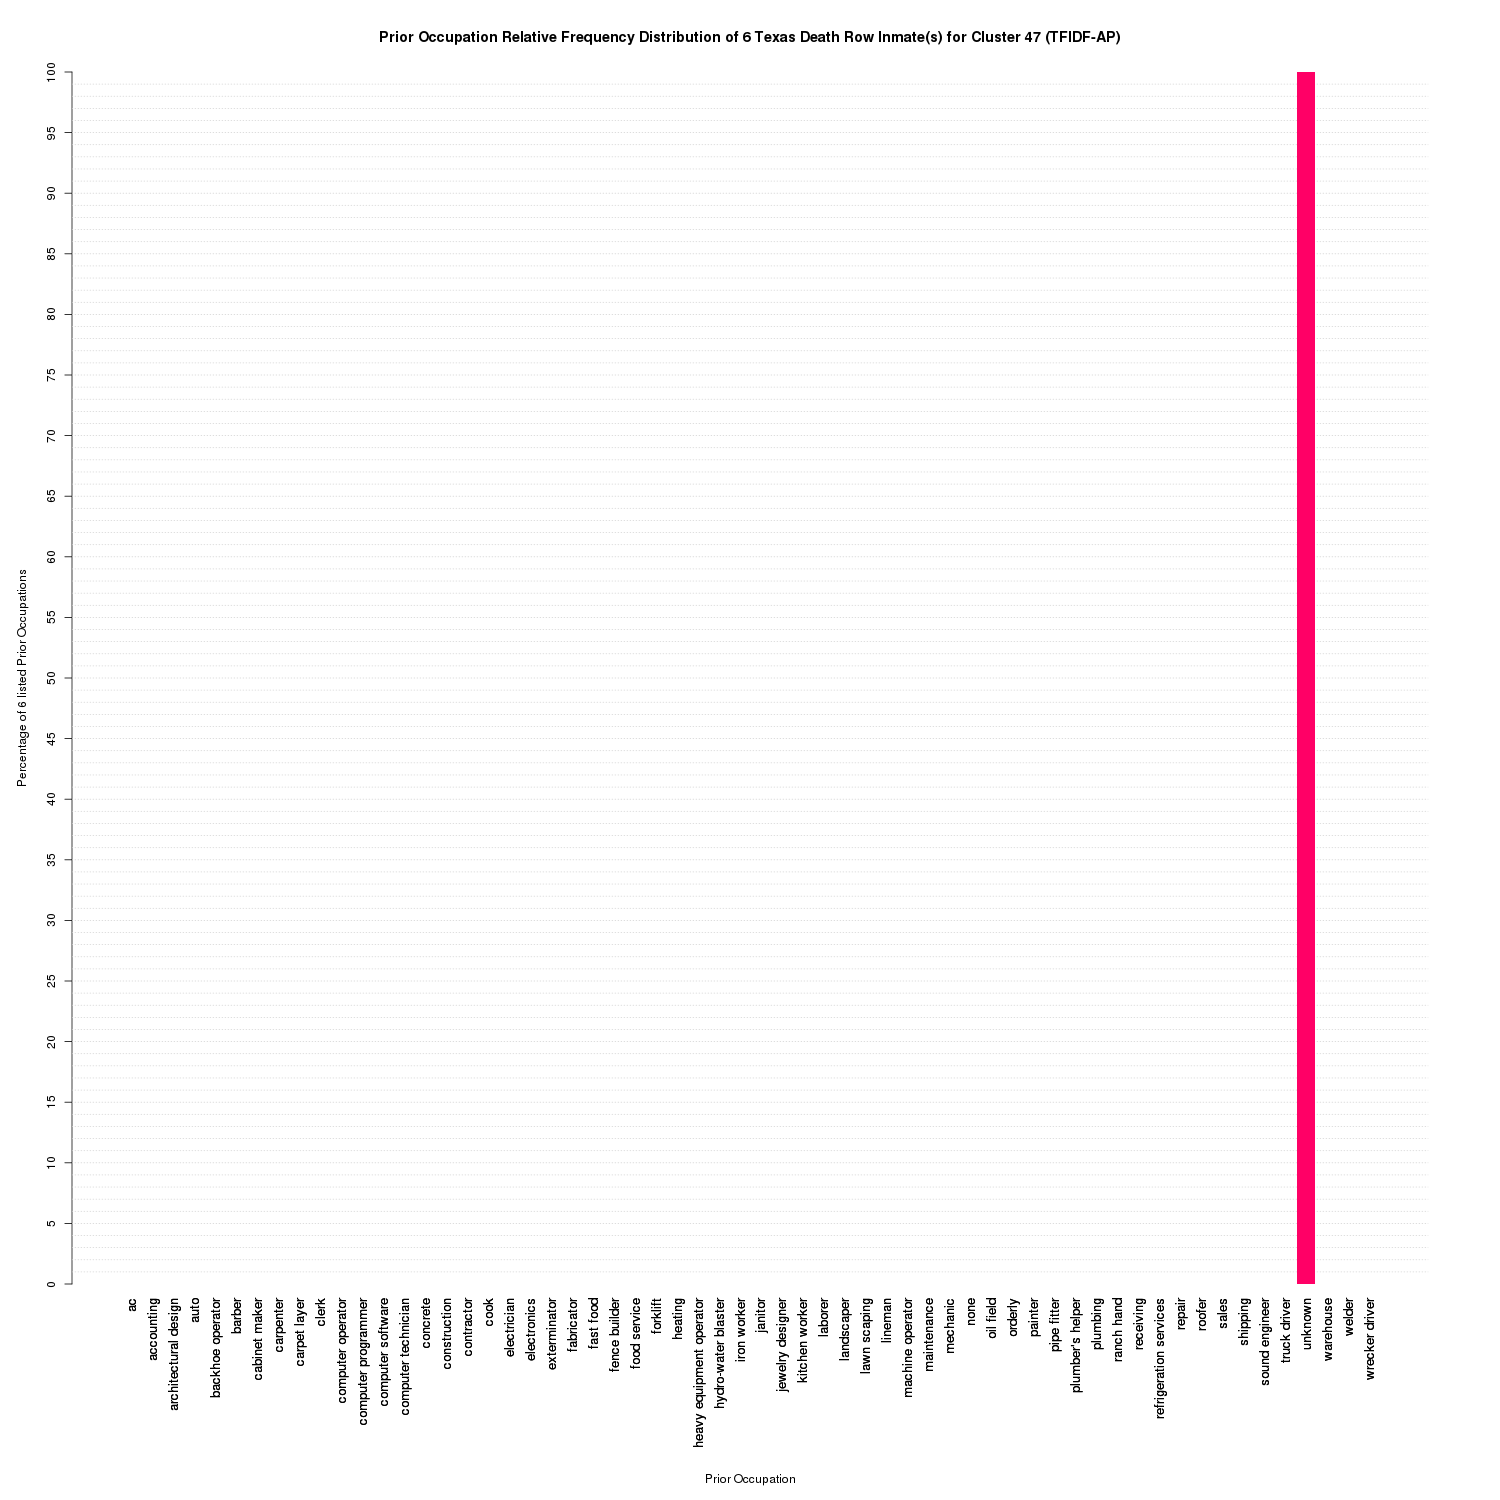 Prior Occupation Relative Frequency Distribution of 6 Texas Death Row Inmate(s) for Cluster 47 (TFIDF-AP)
Percentage of 6 listed Prior Occupations
100
95
90
85
80
75
70
65
60
55
50
45
40
35
30
25
20
15
10
5
0
ac
accounting
architectural design
auto
backhoe operator
barber
cabinet maker
carpenter
carpet layer
clerk
computer operator
computer programmer
computer software
computer technician
concrete
construction
contractor
cook
electrician
electronics
exterminator
fabricator
fast food
fence builder
food service
forklift
heating
heavy equipment operator
hydro-water blaster
iron worker
janitor
jewelry designer
kitchen worker
laborer
landscaper
lawn scaping
lineman
machine operator
maintenance
mechanic
none
oil field
orderly
painter
pipe fitter
plumber's helper
plumbing
ranch hand
receiving
refrigeration services
repair
roofer
sales
shipping
sound engineer
truck driver
unknown
warehouse
welder
wrecker driver
Prior Occupation